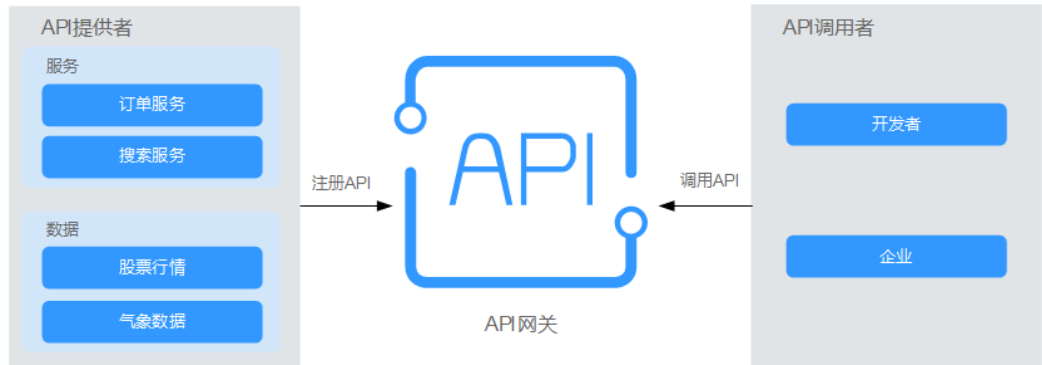 API提供者
服务
订单服务
搜索服务
数据
股票行情
气象数据
注册API
API
API网关
调用API
API调用者
开发者
企业